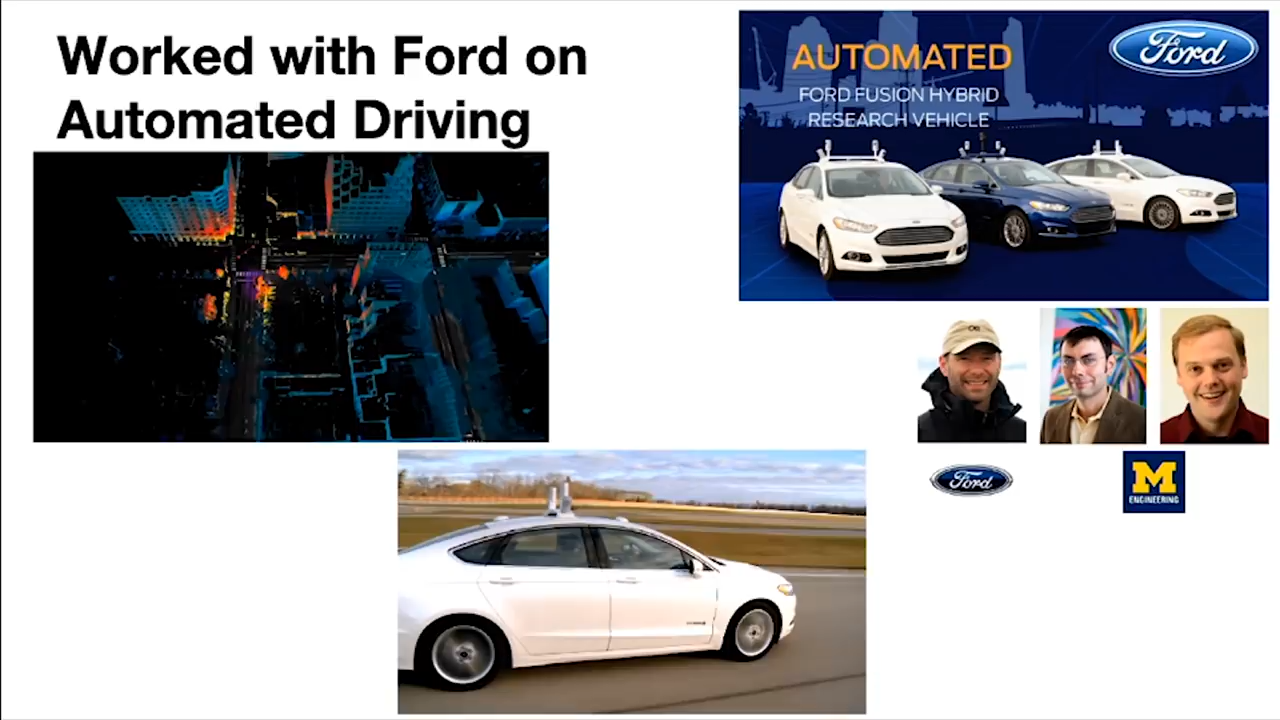 Worked with Ford on
Automated Driving
AUTOMATED
FORD FUSION HYBRID
RESEARCH VEHICLE
Ford
Ford
M
ENGINEERING